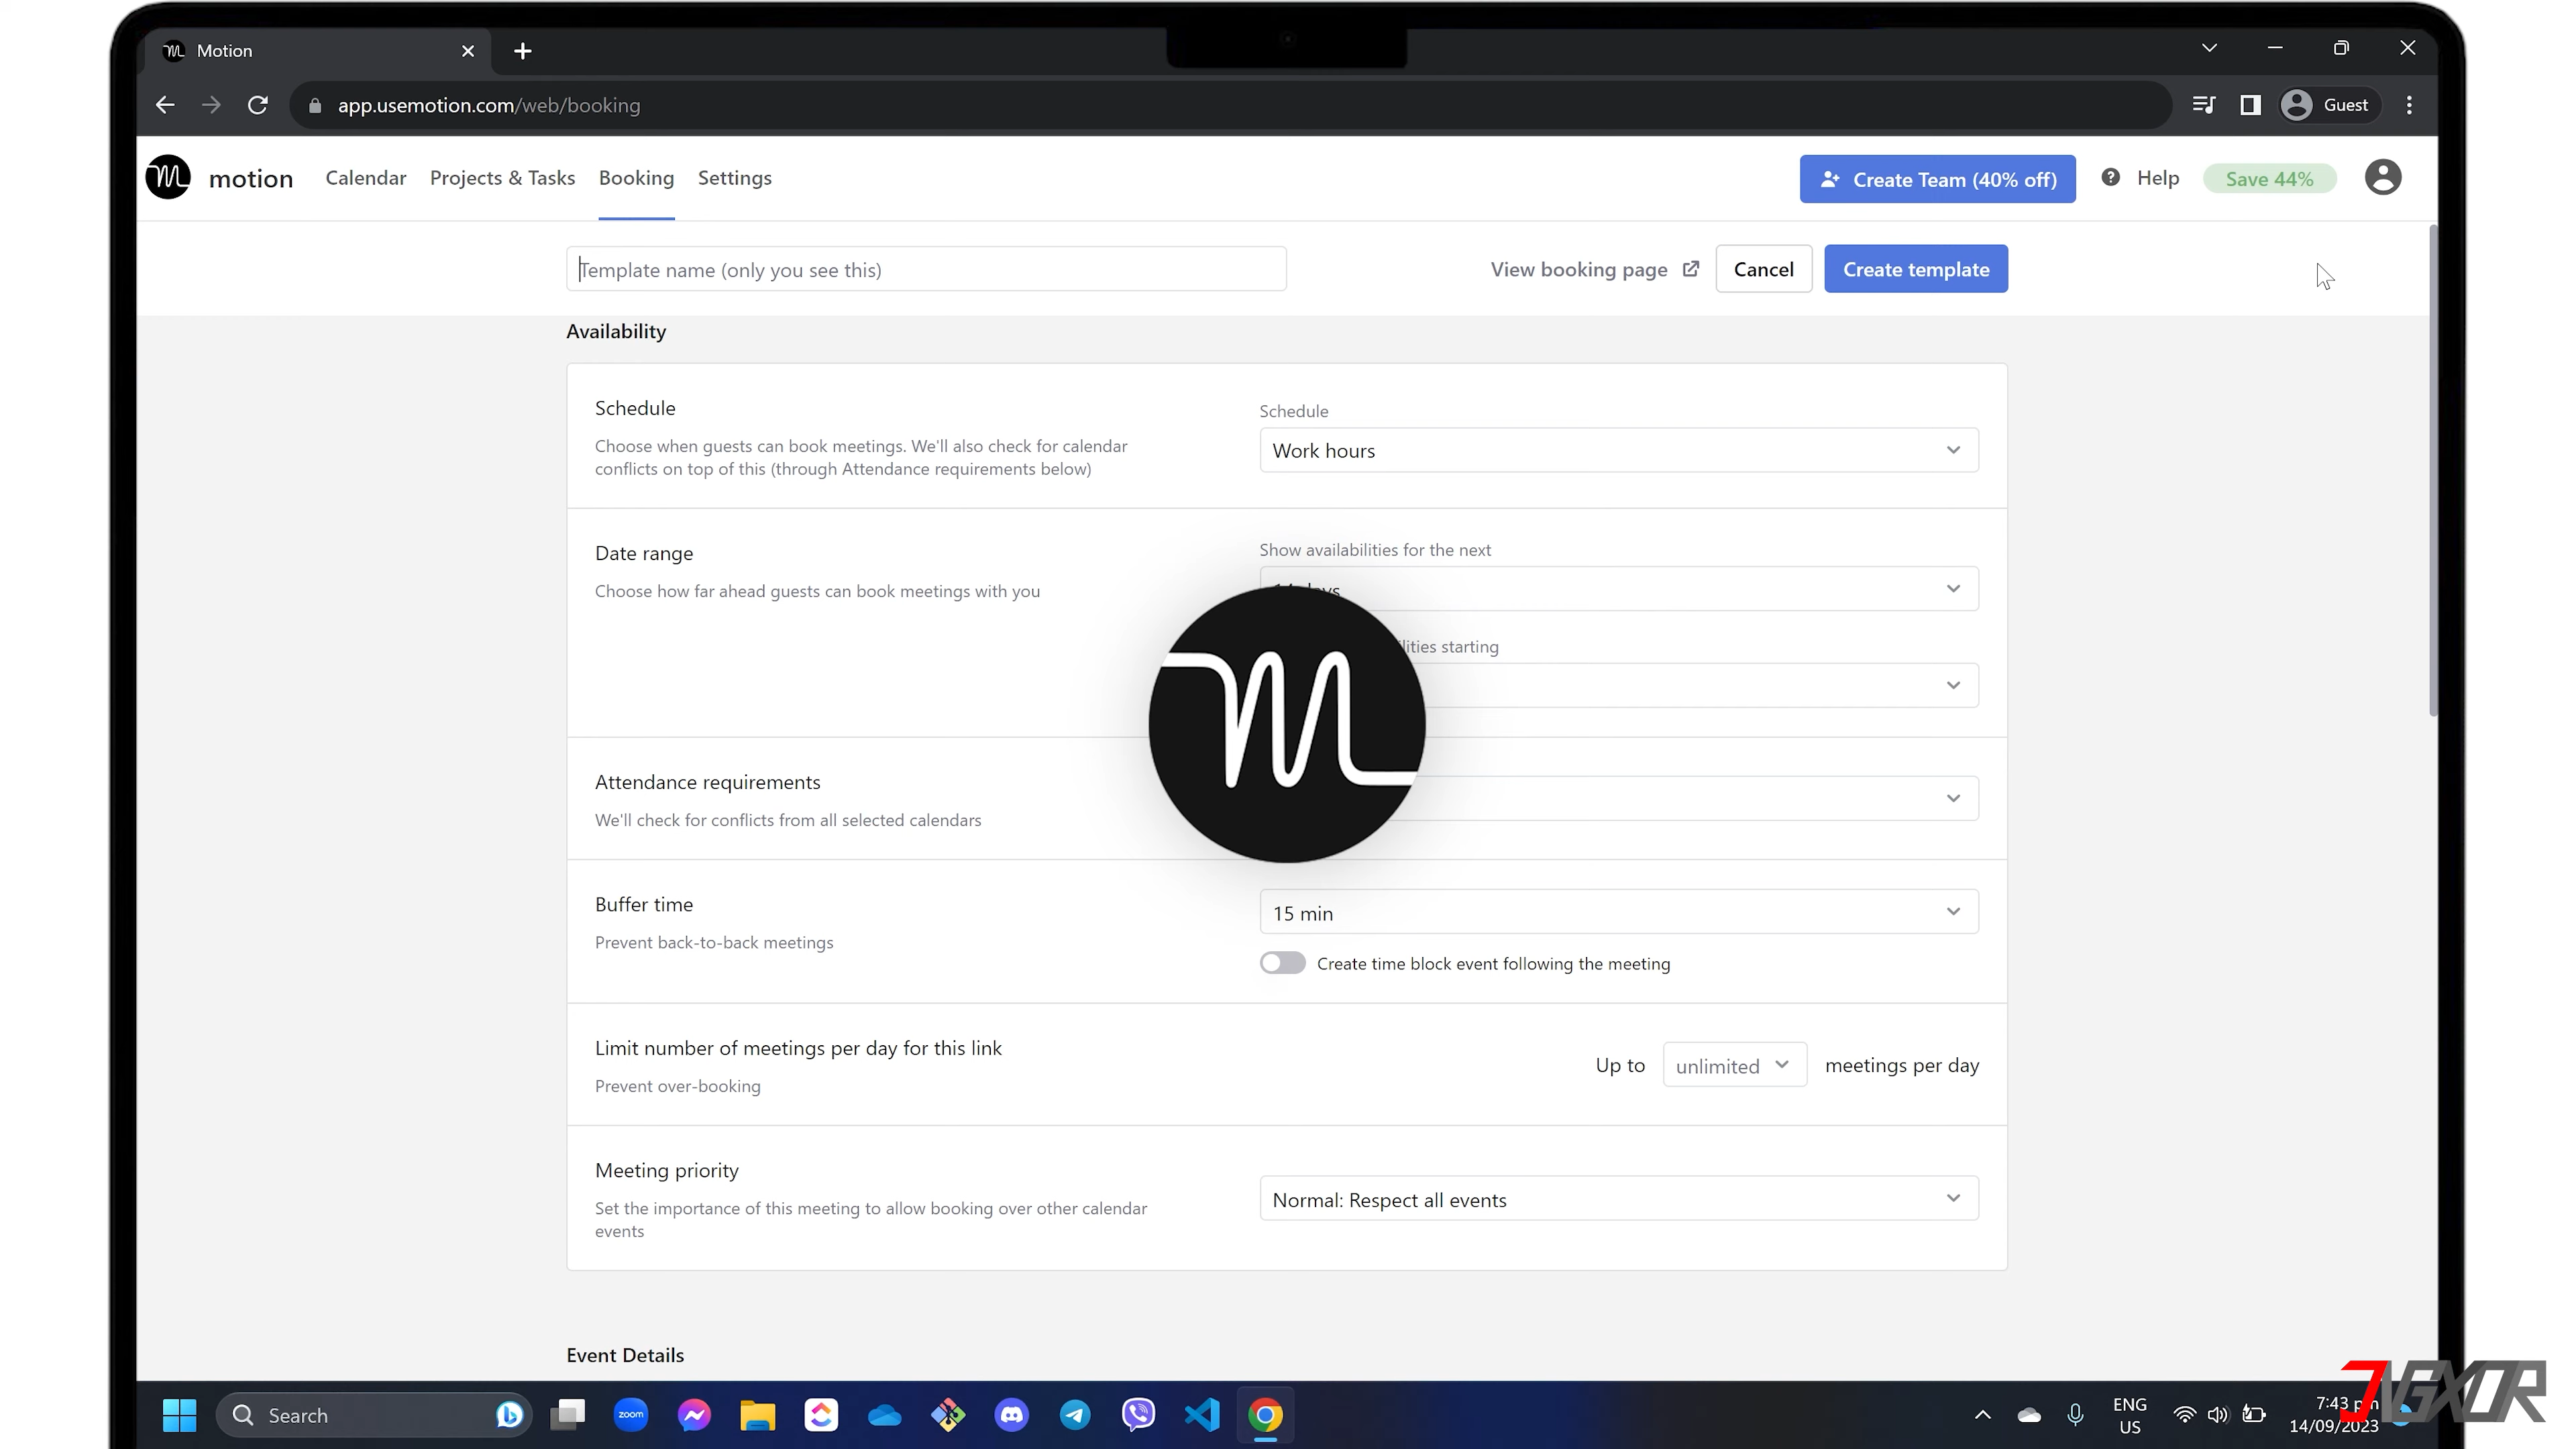 Motion
app.usemotion.com/web/booking
Guest
motion
Calendar
Projects & Tasks
Booking
Settings
Create Team (40% off)
Help
Save 44%
Template name (only you see this)
View booking page
Cancel
Create template
Availability
Schedule
Choose when guests can book meetings. We'll also check for calendar
conflicts on top of this (through Attendance requirements below)
Schedule
Work hours
Date range
Choose how far ahead guests can book meetings with you
Show availabilities for the next
starting
Attendance requirements
We'll check for conflicts from all selected calendars
Buffer time
Prevent back-to-back meetings
15 min
Create time block event following the meeting
Limit number of meetings per day for this link
Prevent over-booking
Up to
unlimited
meetings per day
Meeting priority
Set the importance of this meeting to allow booking over other calendar
events
Normal: Respect all events
Event Details
Search
zoom
ENG
US
7:43
14/09/2023
JNGXOR